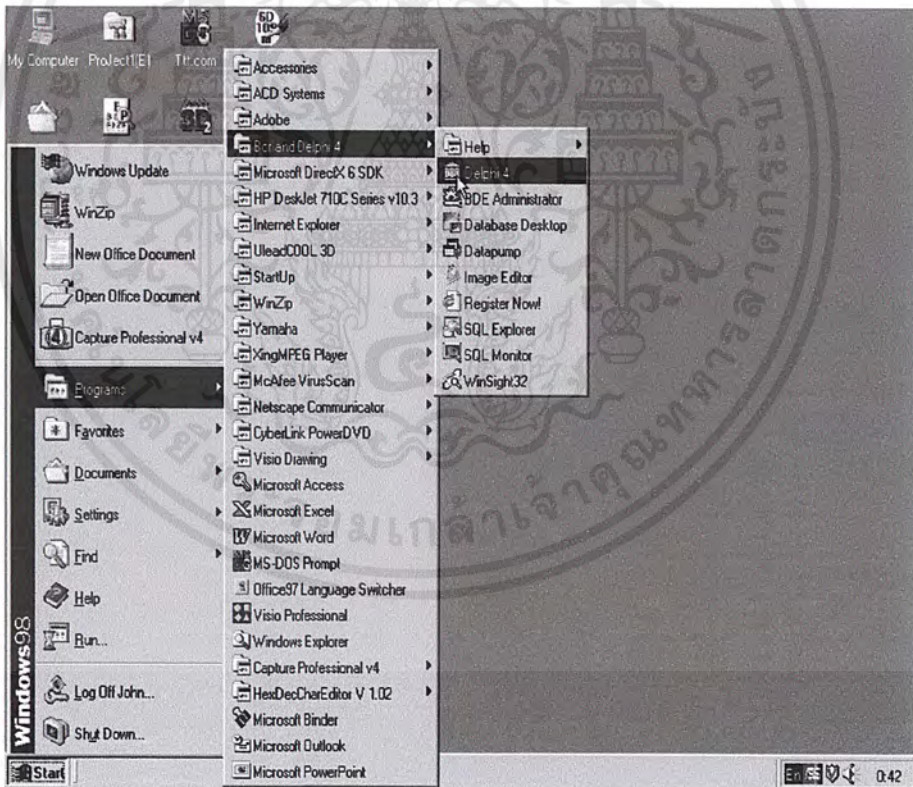 My Computer
Project1(E)
Ttt.com
Windows Update
WinZip
New Office Document
Open Office Document
Capture Professional v4
Programs
Favorites
Documents
Settings
Find
Help
Run...
Log Off John...
Shut Down...
Windows98
Start
Accessories
ACD Systems
Adobe
Borland Delphi 4
Microsoft DirectX 6 SDK
HP DeskJet 710C Series v10.3
Internet Explorer
UleadCOOL 3D
StartUp
WinZip
Yamaha
XingMPEG Player
McAfee VirusScan
Netscape Communicator
CyberLink PowerDVD
Visio Drawing
Microsoft Access
Microsoft Excel
Microsoft Word
MS-DOS Prompt
Office97 Language Switcher
Visio Professional
Windows Explorer
Capture Professional v4
HexDecCharEditor V 1.02
Microsoft Binder
Microsoft Outlook
Microsoft PowerPoint
Help
Delphi 4
BDE Administrator
Database Desktop
Datapump
Image Editor
Register Now!
SQL Explorer
SQL Monitor
WinSight32
En
0:42